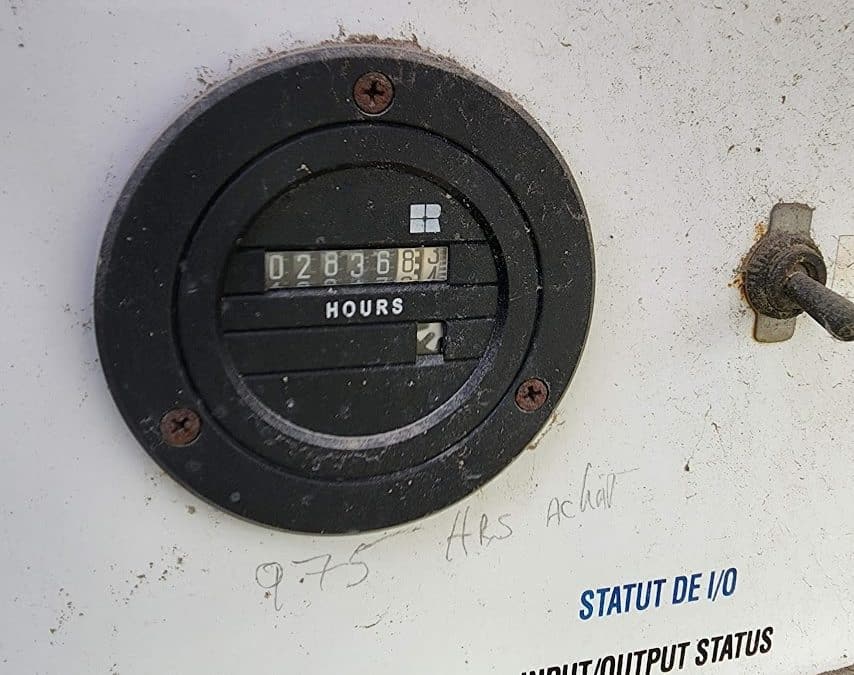 028368
HOURS
975 HRS achat
STATUT DE I/O
INPUT/OUTPUT STATUS